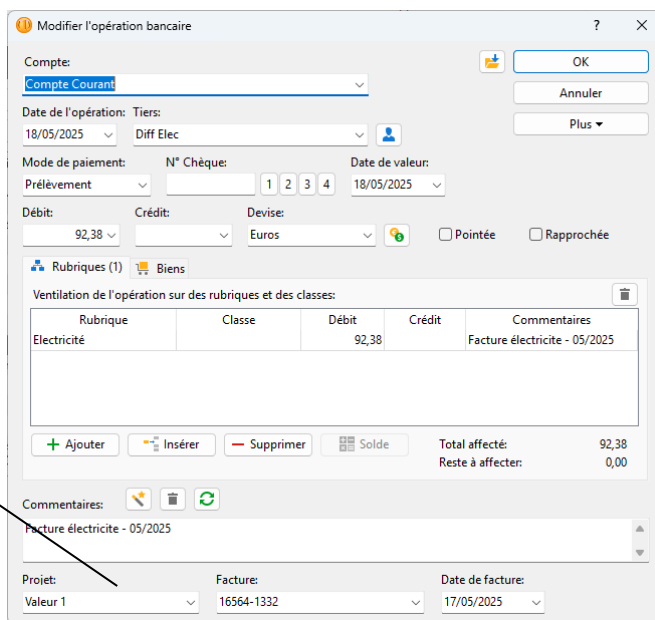 Modifier l'opération bancaire ? ×
Compte:
Compte Courant
OK
Annuler
Date de l'opération: Tiers:
Plus
18/05/2025 Diff Elec
Mode de paiement: N° Chèque: Date de valeur:
Prélèvement 1 2 3 4 18/05/2025
Débit: Crédit: Devise:
92,38 Euros Pointée Rapprochée
Rubriques (1) Biens
Ventilation de l'opération sur des rubriques et des classes:
Rubrique Classe Débit Crédit Commentaires
Electricité 92,38 Facture électricite - 05/2025
Ajouter Insérer Supprimer Solde Total affecté: 92,38
Reste à affecter: 0,00
Commentaires:
Facture électricite - 05/2025
Projet: Facture: Date de facture:
Valeur 1 16564-1332 17/05/2025